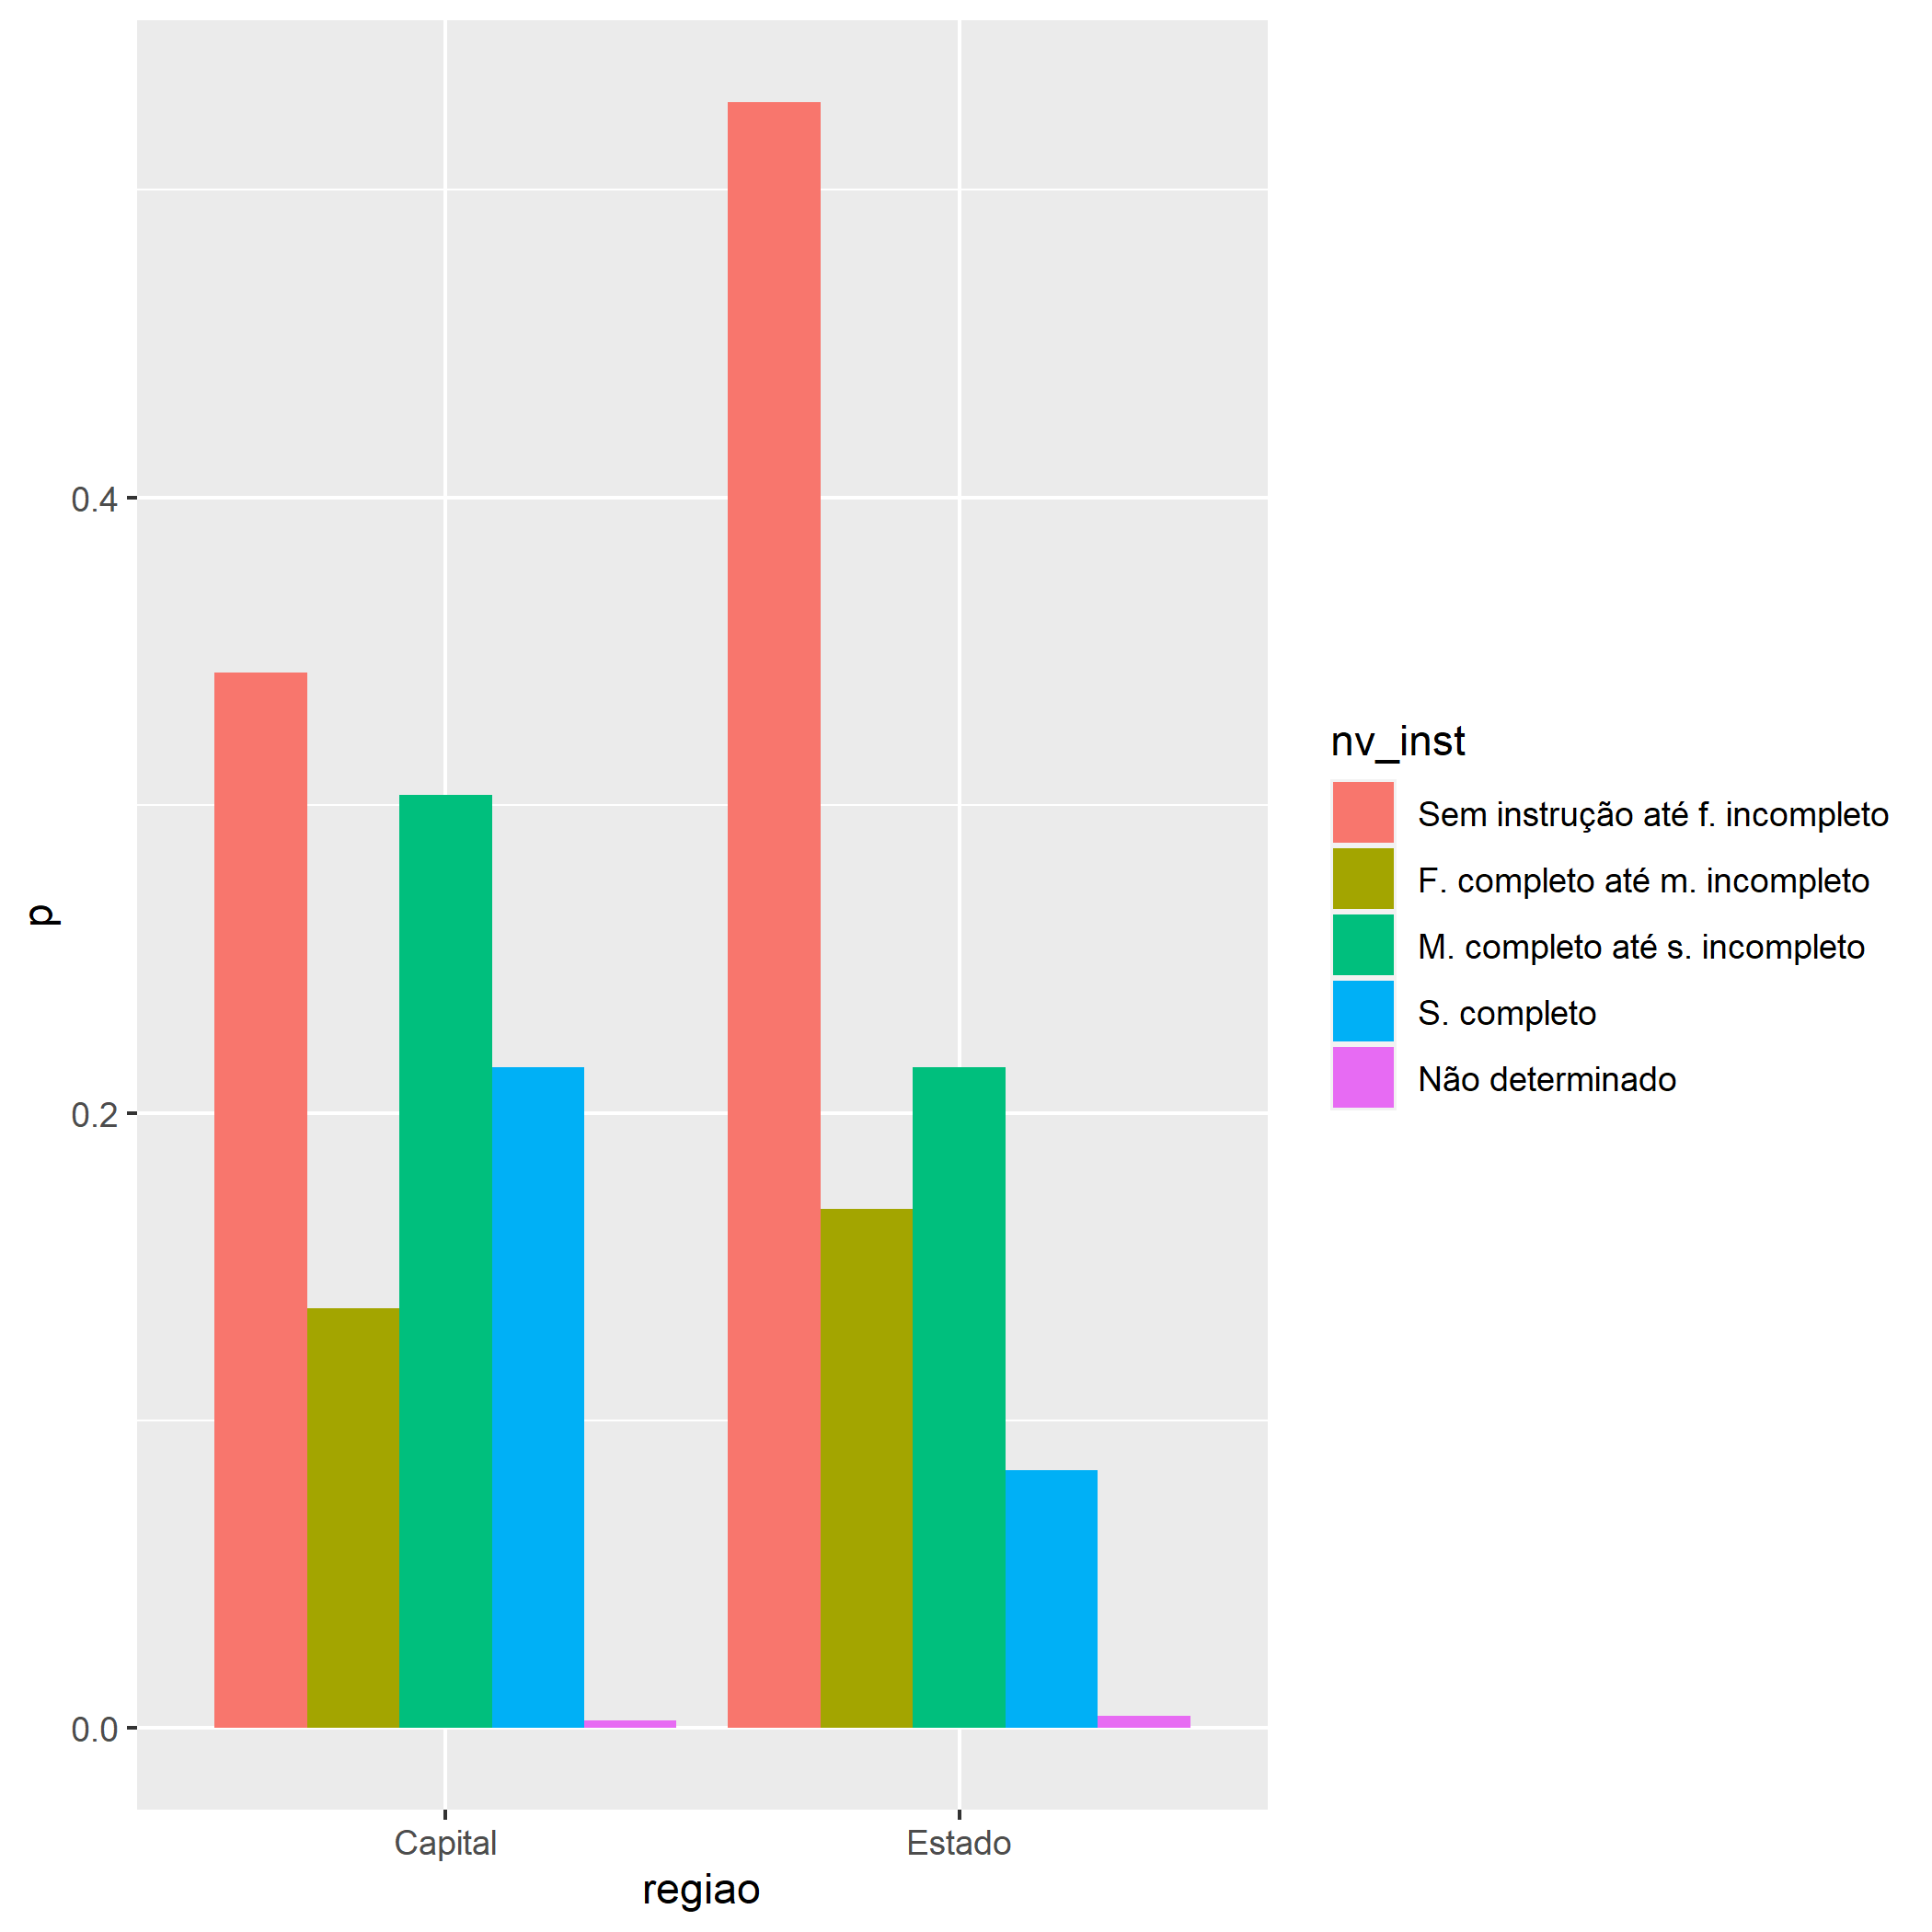 0.4
0.2
0.0
p
Capital
Estado
regiao
nv_inst
Sem instrução até f. incompleto
F. completo até m. incompleto
M. completo até s. incompleto
S. completo
Não determinado